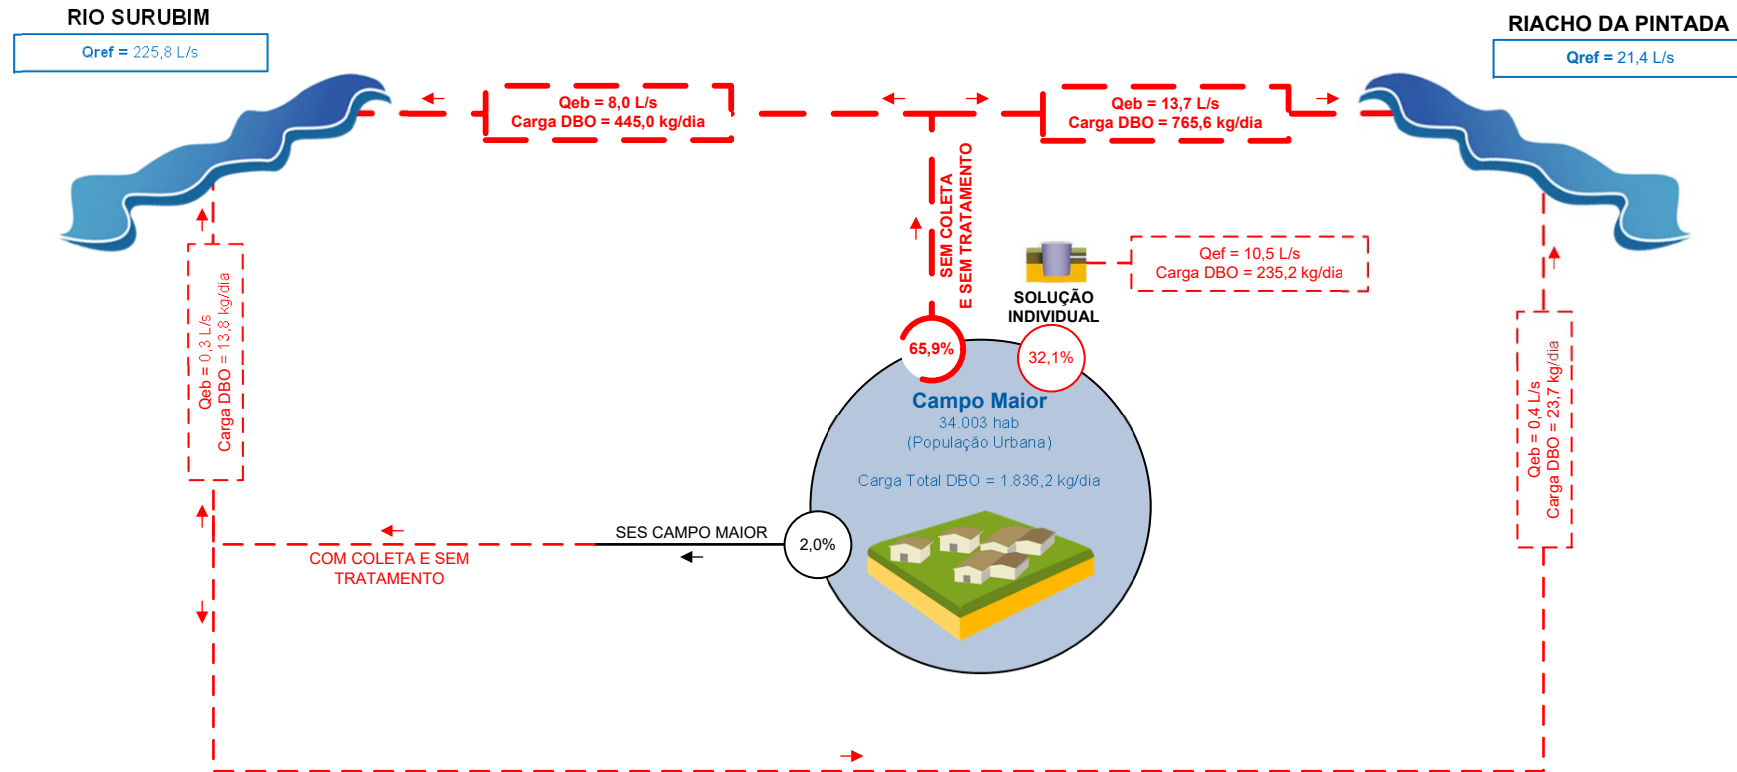 RIO SURUBIM
Qref = 225,8 L/s
RIACHO DA PINTADA
Qref = 21,4 L/s
Qeb = 8,0 L/s
Carga DBO = 445,0 kg/dia
Qeb = 13,7 L/s
Carga DBO = 765,6 kg/dia
SEM COLETA
E SEM TRATAMENTO
Qef = 10,5 L/s
Carga DBO = 235,2 kg/dia
SOLUÇÃO
INDIVIDUAL
65,9%
32,1%
Qeb = 0,3 L/s
Carga DBO = 13,8 kg/dia
Qeb = 0,4 L/s
Carga DBO = 23,7 kg/dia
Campo Maior
34.003 hab
(População Urbana)
Carga Total DBO = 1.836,2 kg/dia
SES CAMPO MAIOR
2,0%
COM COLETA E SEM
TRATAMENTO